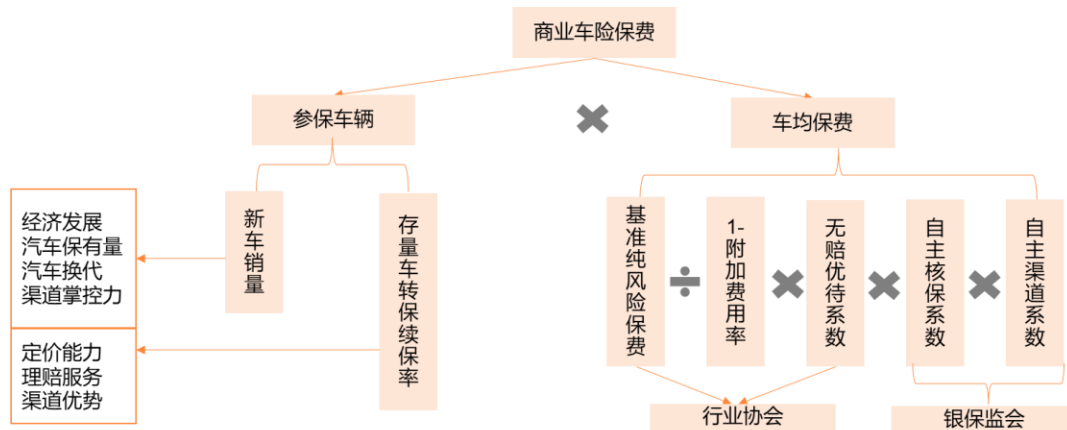 商业车险保费
参保车辆
车均保费
经济发展
汽车保有量
汽车换代
渠道掌控力
定价能力
理赔服务
渠道优势
新车销量
存量车转保续保率
基准纯风险保费
÷
1-附加费用率
无赔优待系数
自主核保系数
自主渠道系数
行业协会
银保监会